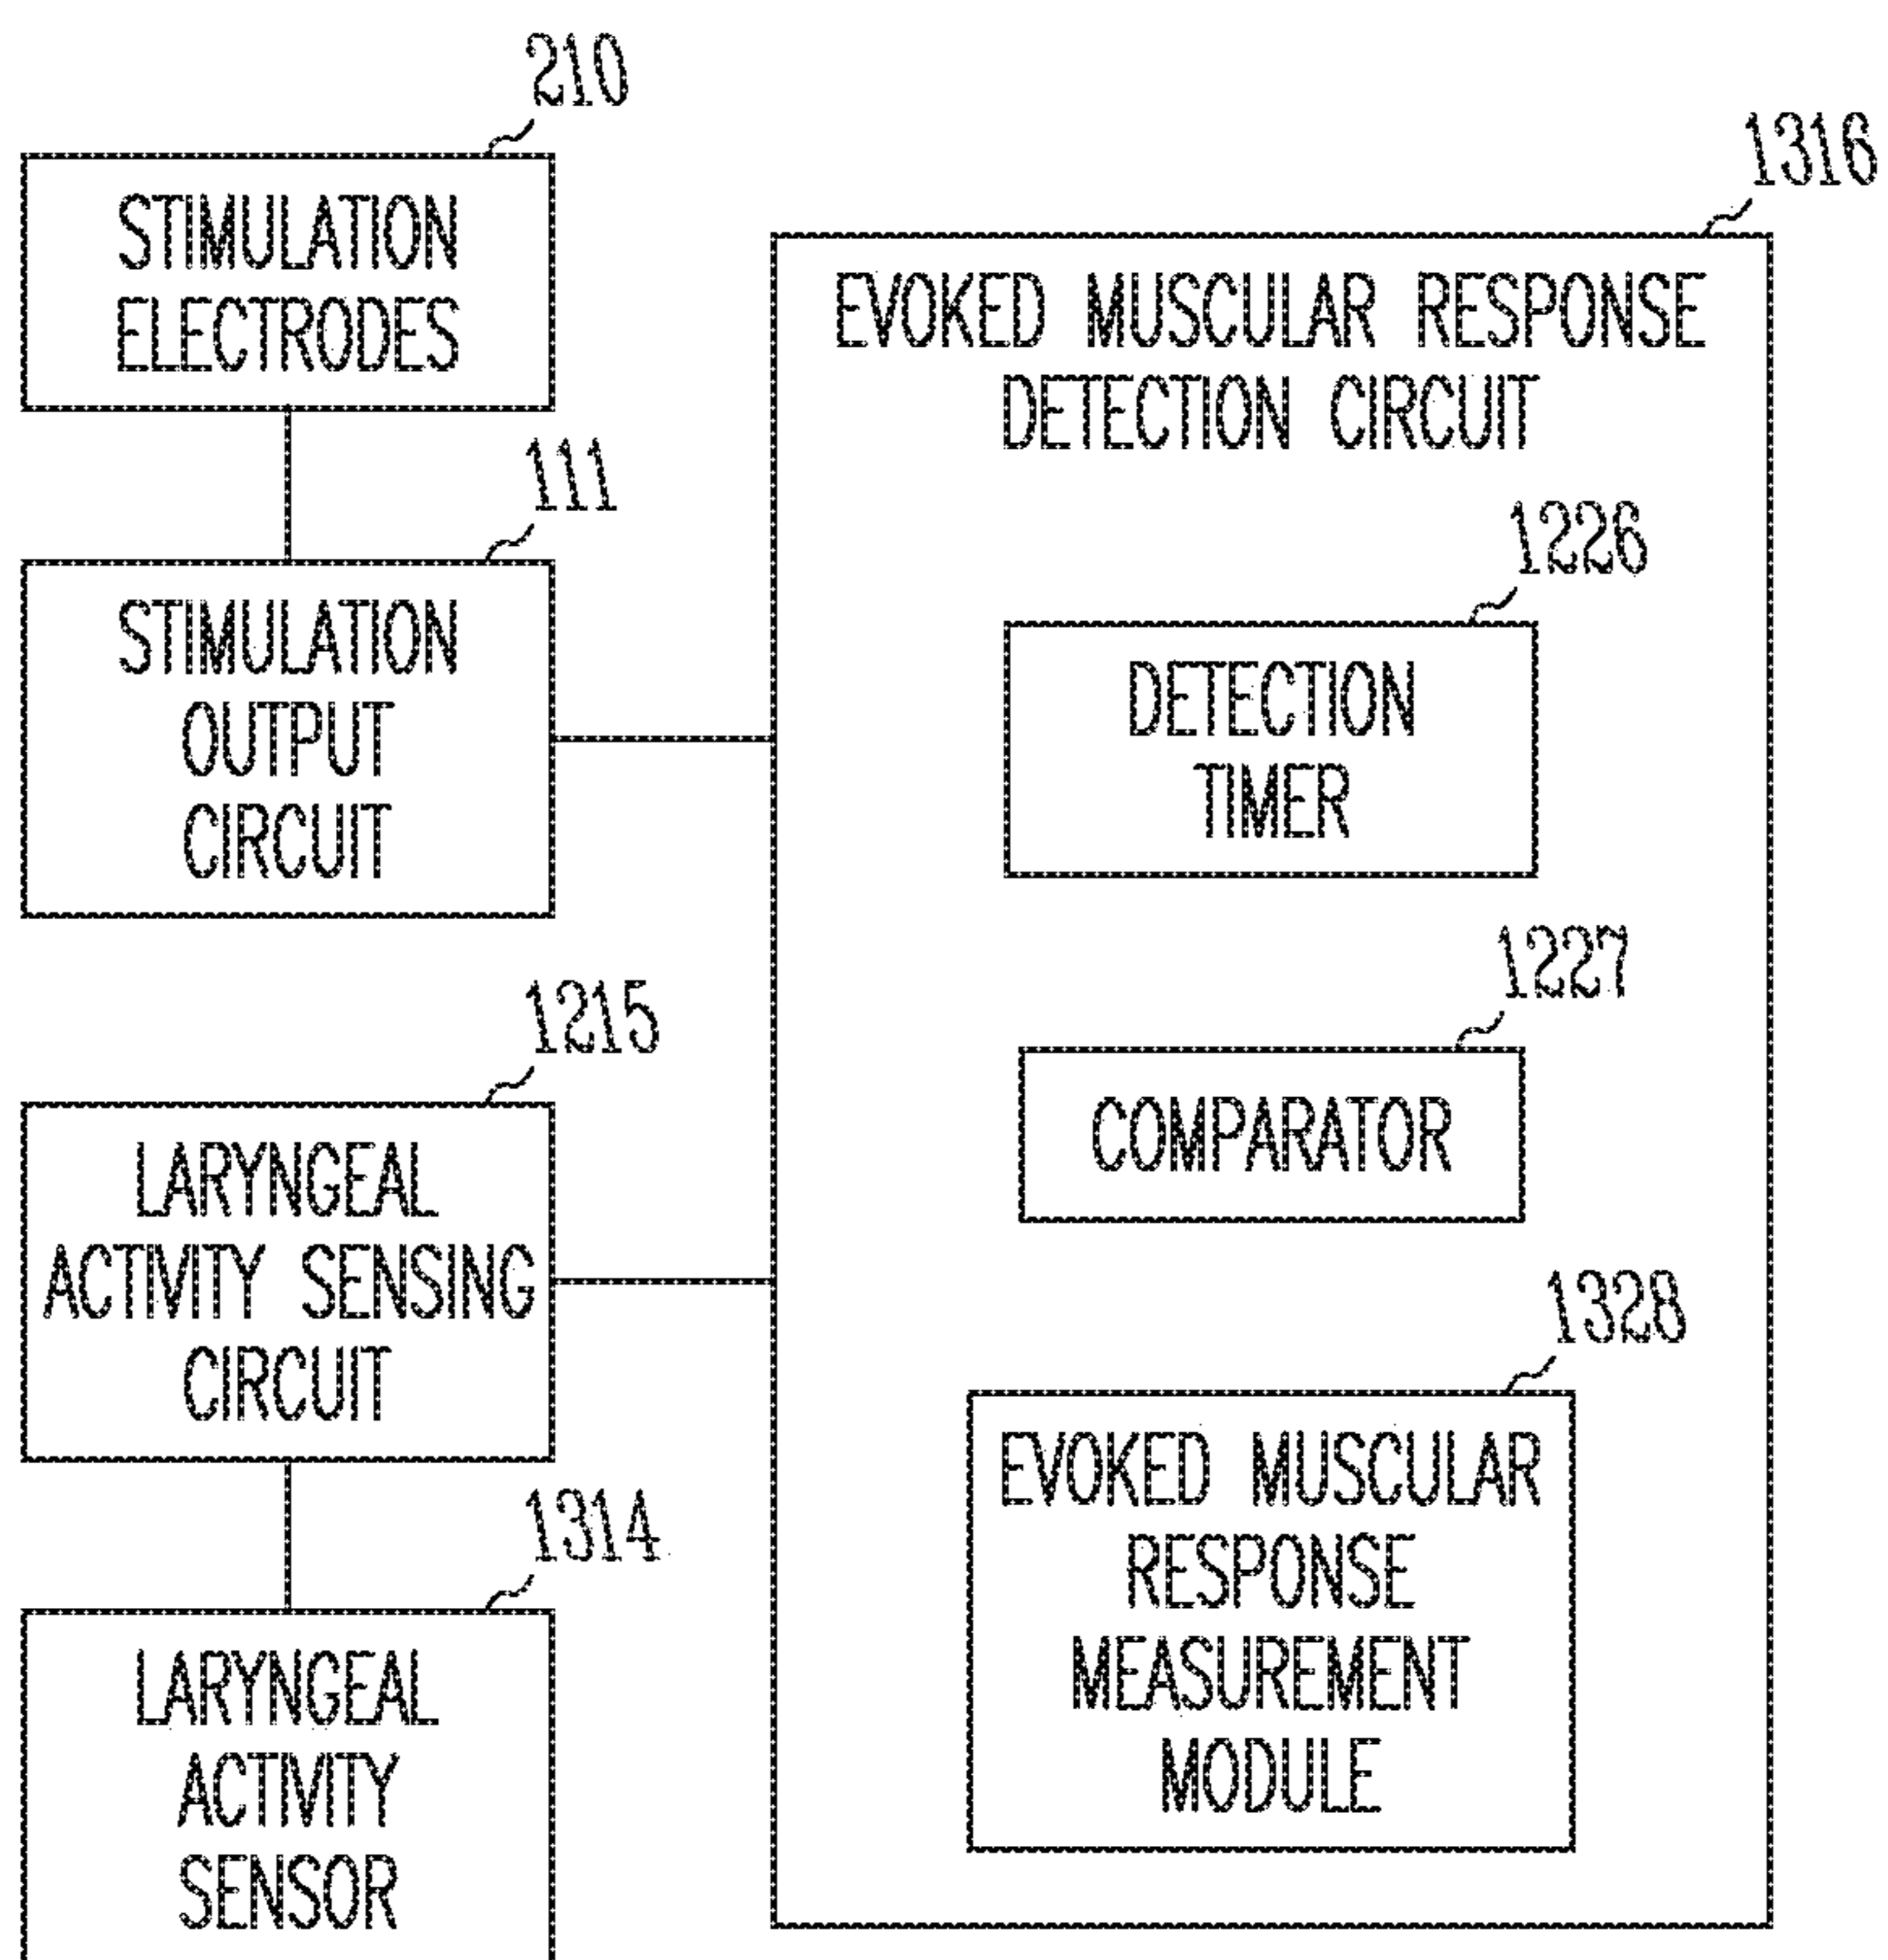 210
STIMULATION
ELECTRODES
111
STIMULATION
OUTPUT
CIRCUIT
1215
LARYNGEAL
ACTIVITY SENSING
CIRCUIT
1314
LARYNGEAL
ACTIVITY
SENSOR
1316
EVOKED MUSCULAR RESPONSE
DETECTION CIRCUIT
1226
DETECTION
TIMER
1227
COMPARATOR
1328
EVOKED MUSCULAR
RESPONSE
MEASUREMENT
MODULE